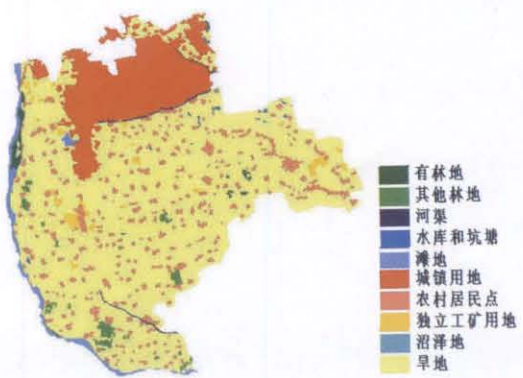 有林地
其他林地
河渠
水库和坑塘
滩地
城镇用地
农村居民点
独立工矿用地
沼泽地
旱地